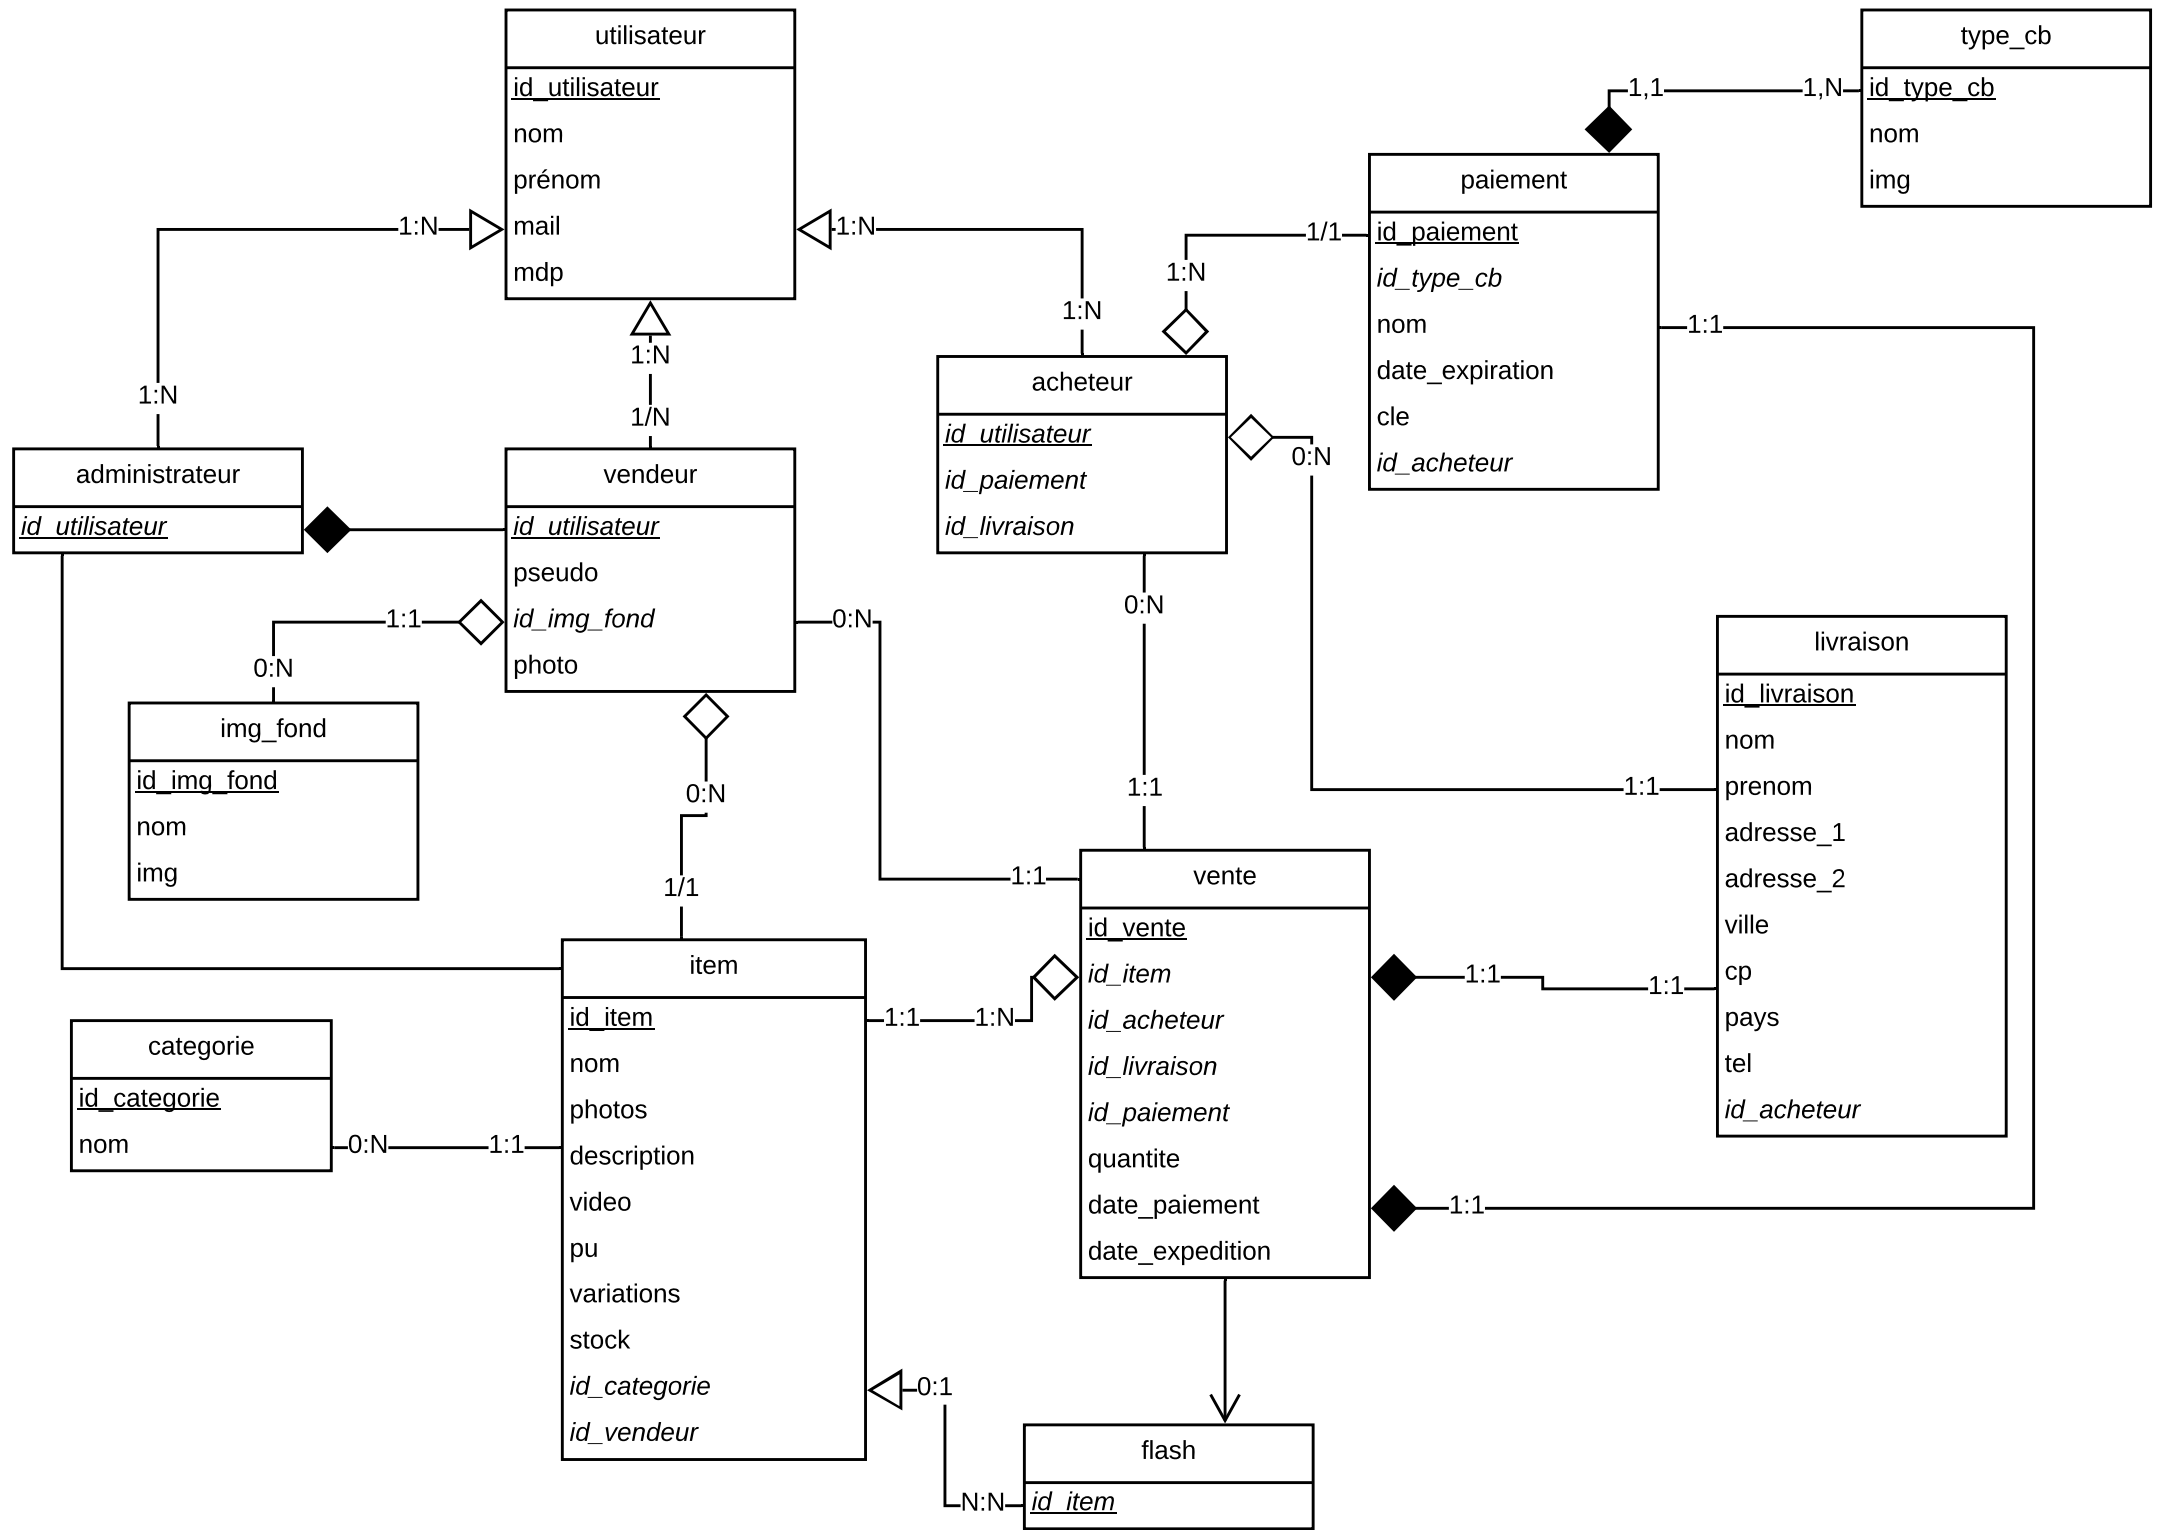 utilisateur
id_utilisateur
nom
prénom
mail
mdp
type_cb
id_type_cb
nom
img
1,1
1,N
paiement
id_paiement
id_type_cb
nom
date_expiration
cle
id_acheteur
1:N
1:N
1/1
1:N
1:N
1:N
1:N
1/N
1:1
acheteur
id_utilisateur
id_paiement
id_livraison
0:N
administrateur
id_utilisateur
vendeur
id_utilisateur
pseudo
id_img_fond
photo
1:1
0:N
0:N
0:N
img_fond
id_img_fond
nom
img
livraison
id_livraison
nom
prenom
adresse_1
adresse_2
ville
cp
pays
tel
id_acheteur
0:N
1/1
1:1
1:1
1:1
vente
id_vente
id_item
id_acheteur
id_livraison
id_paiement
quantite
date_paiement
date_expedition
1:1
1:1
1:1
item
id_item
nom
photos
description
video
pu
variations
stock
id_categorie
id_vendeur
1:1
1:N
categorie
id_categorie
nom
0:N
1:1
0:1
N:N
flash
id_item